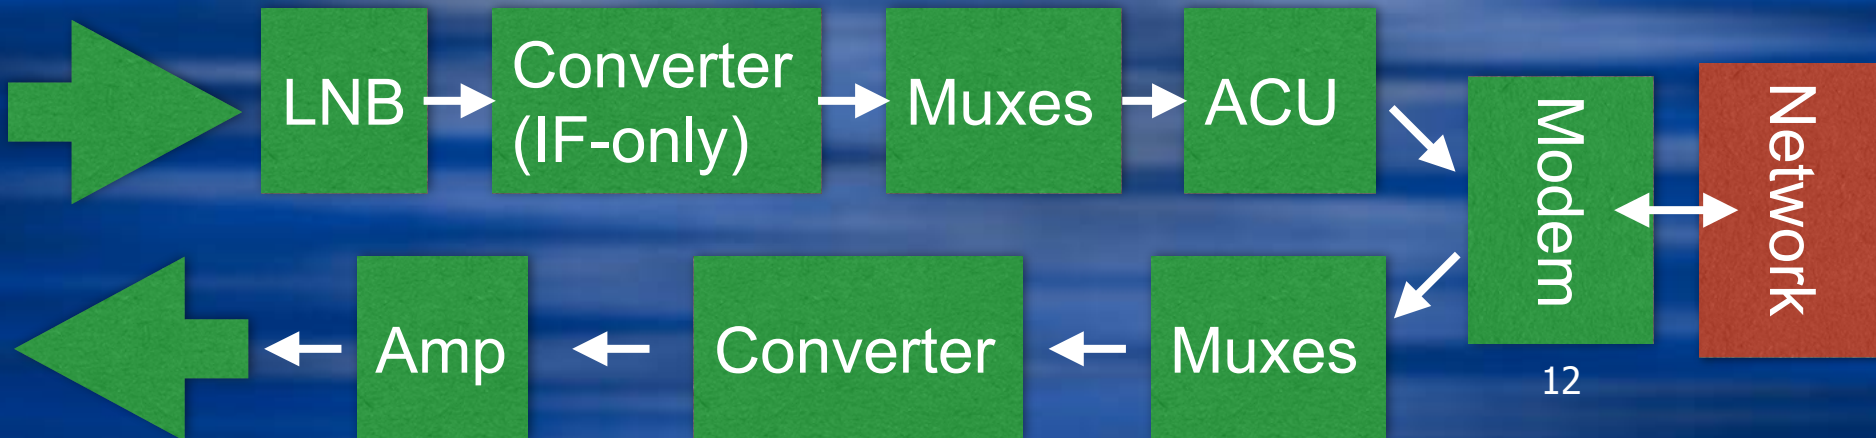 LNB
Converter
(IF-only)
Muxes
ACU
Modem
Network
Amp
Converter
Muxes
12